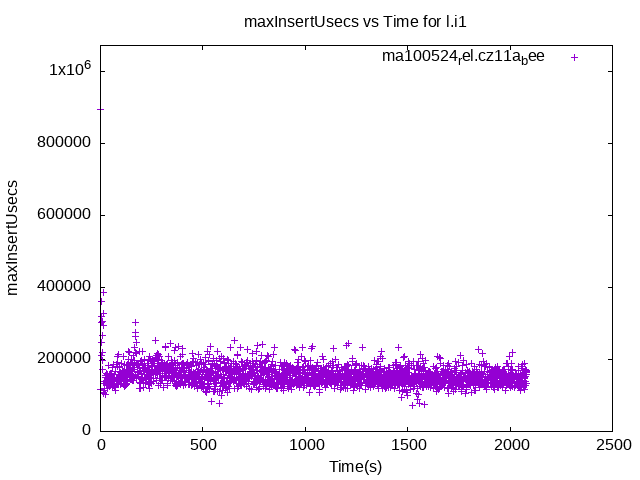 maxInsertUsecs vs Time for l.i1
ma100524_rel.cz11a_bee
1x10^6
800000
600000
400000
200000
0
maxInsertUsecs
0 500 1000 1500 2000 2500
Time(s)